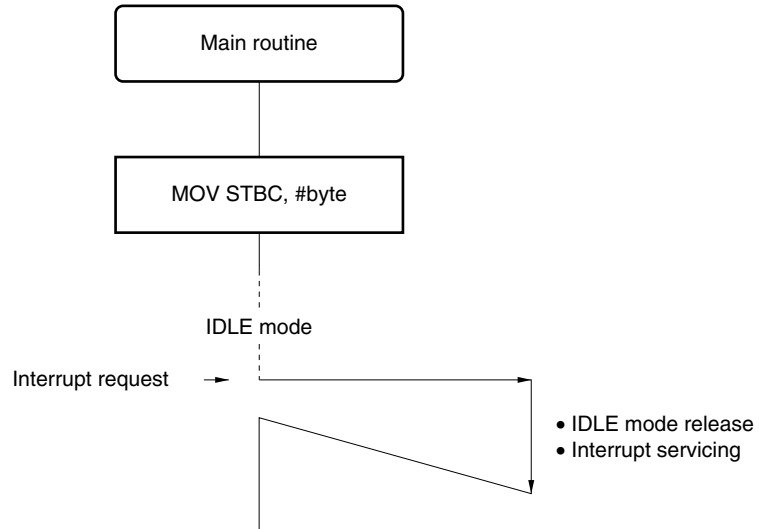 Main routine
MOV STBC, #byte
IDLE mode
Interrupt request
• IDLE mode release
• Interrupt servicing